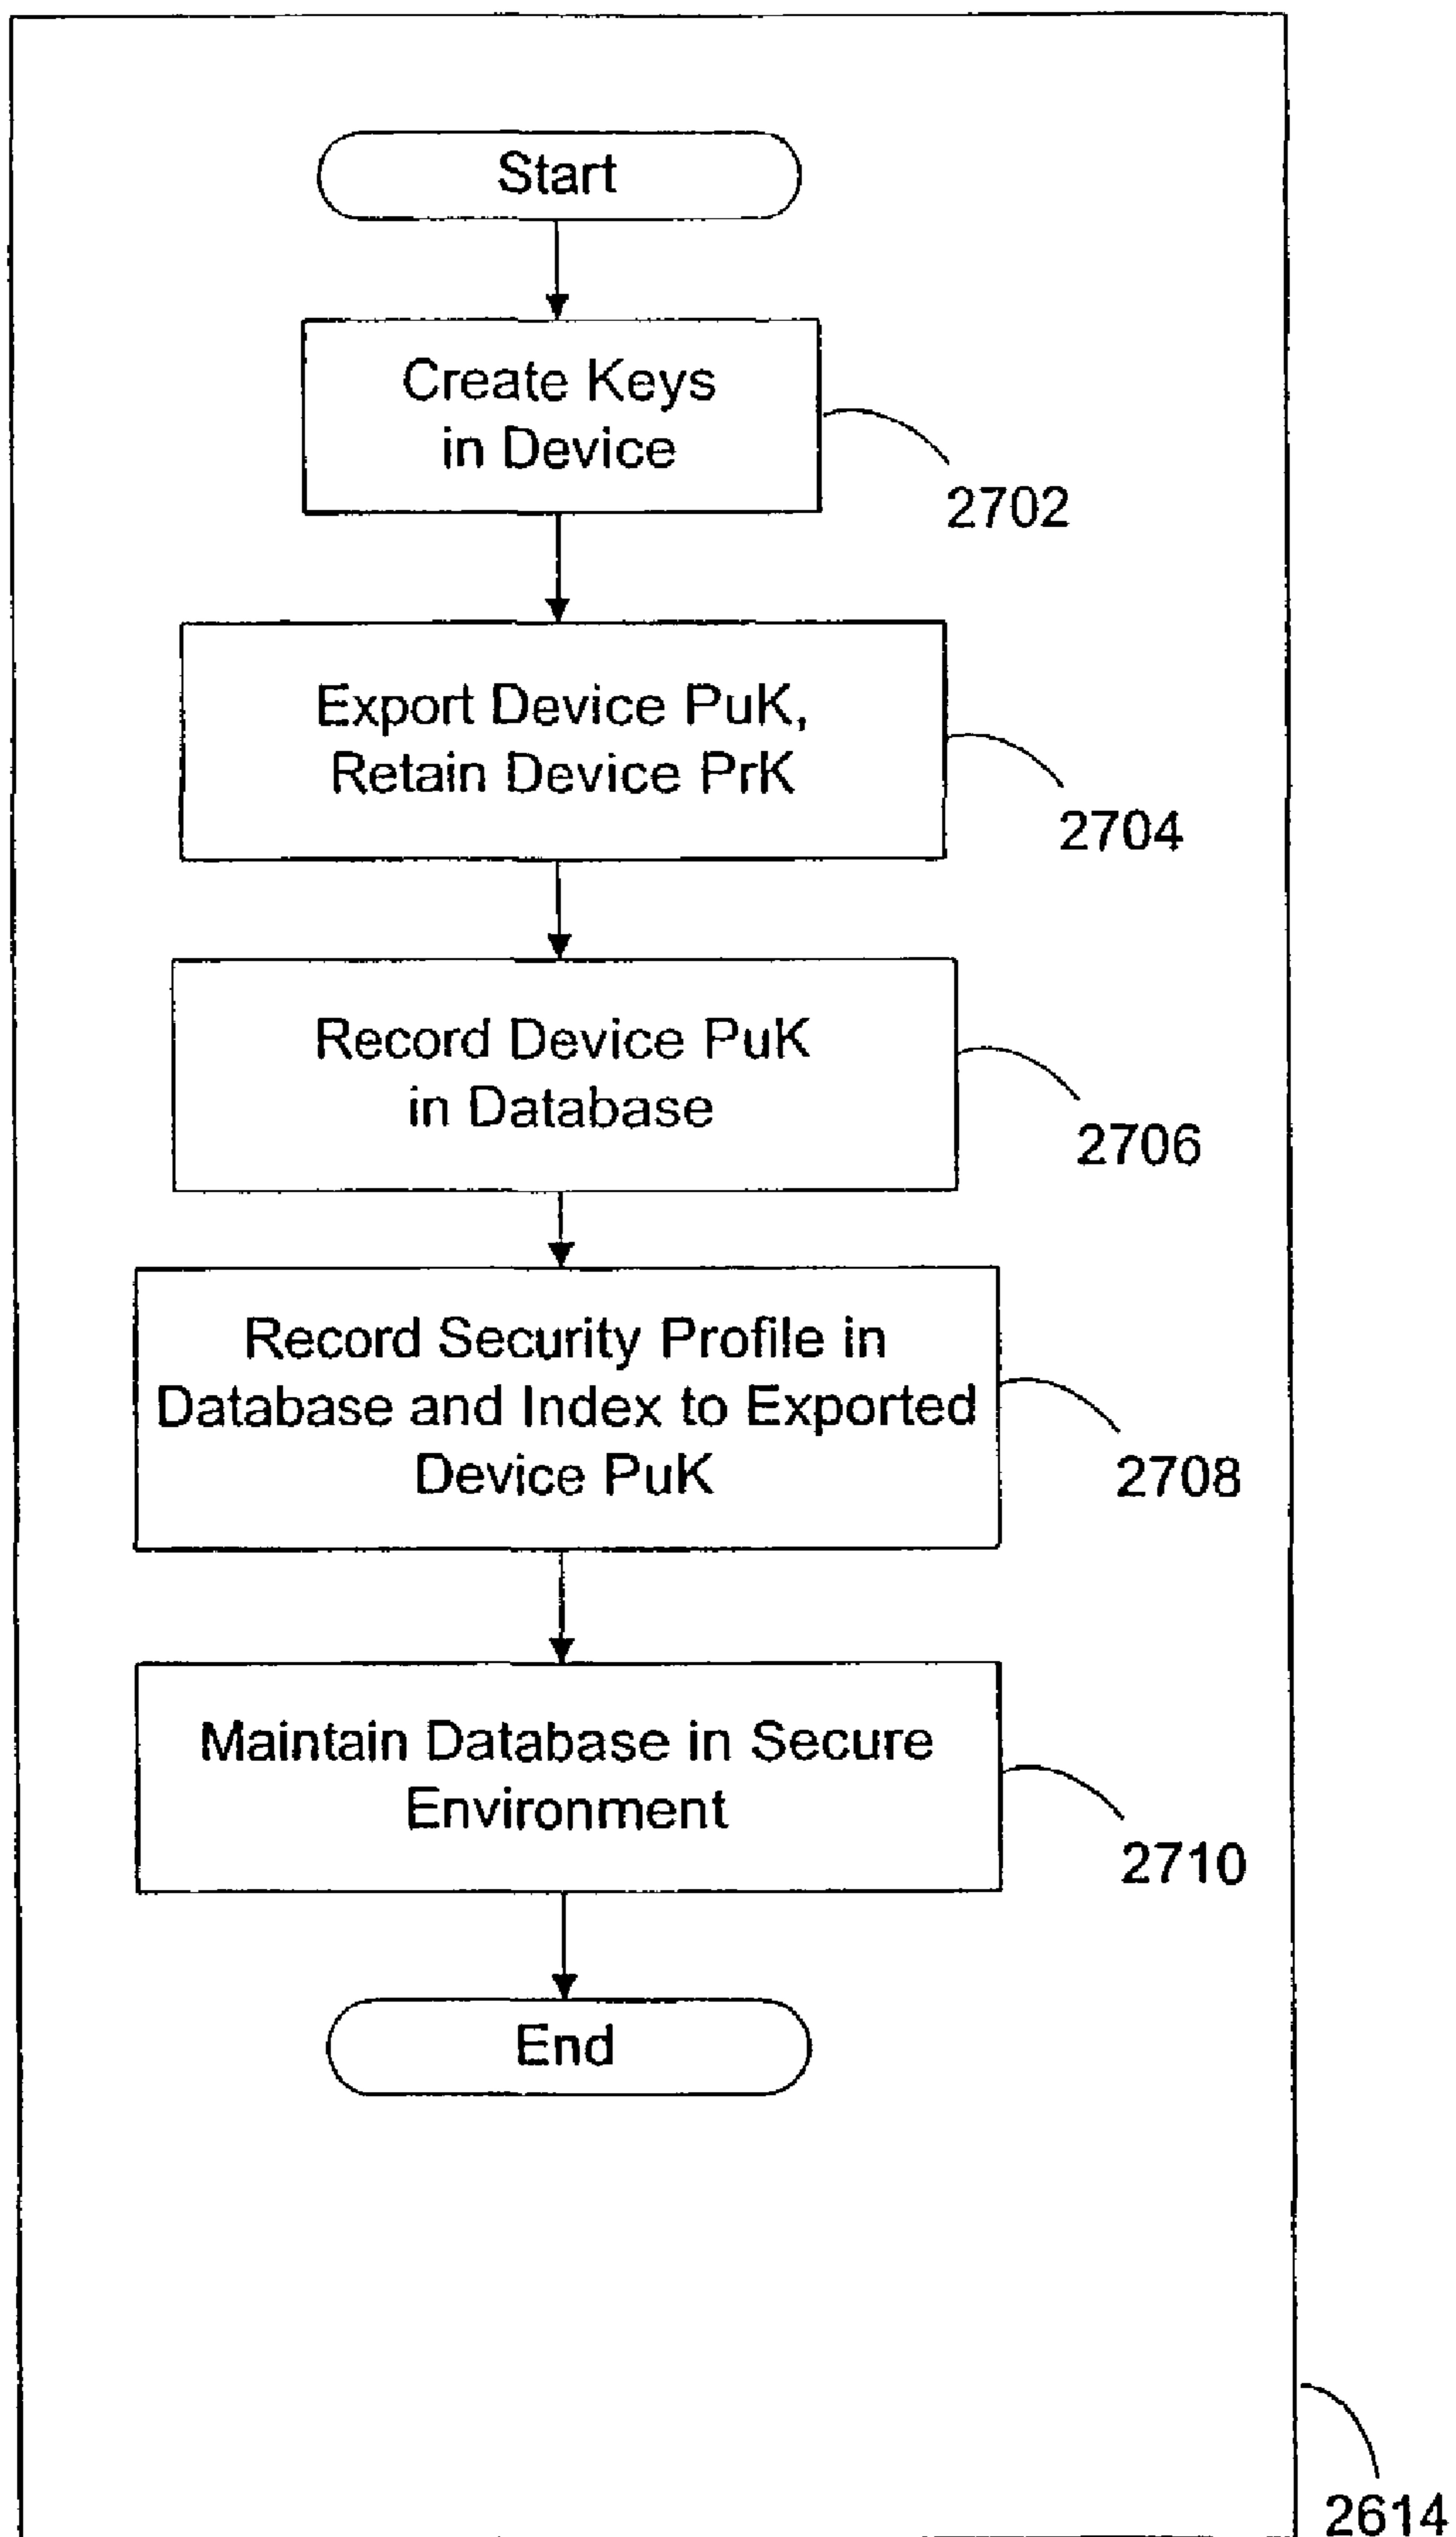 Start
Create Keys
in Device
2702
Export Device PuK,
Retain Device PrK
2704
Record Device PuK
in Database
2706
Record Security Profile in
Database and Index to Exported
Device PuK
2708
Maintain Database in Secure
Environment
2710
End
2614